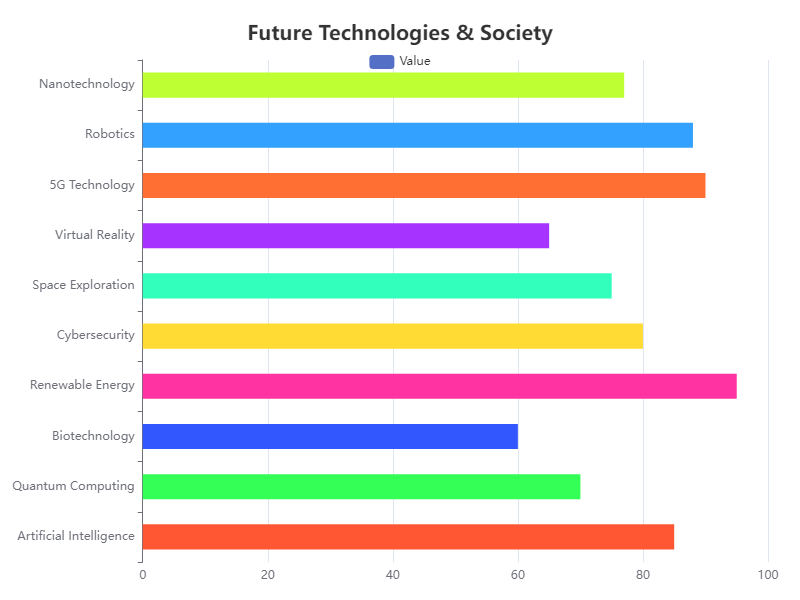 Future Technologies & Society
Value
Nanotechnology
Robotics
5G Technology
Virtual Reality
Space Exploration
Cybersecurity
Renewable Energy
Biotechnology
Quantum Computing
Artificial Intelligence
0 20 40 60 80 100